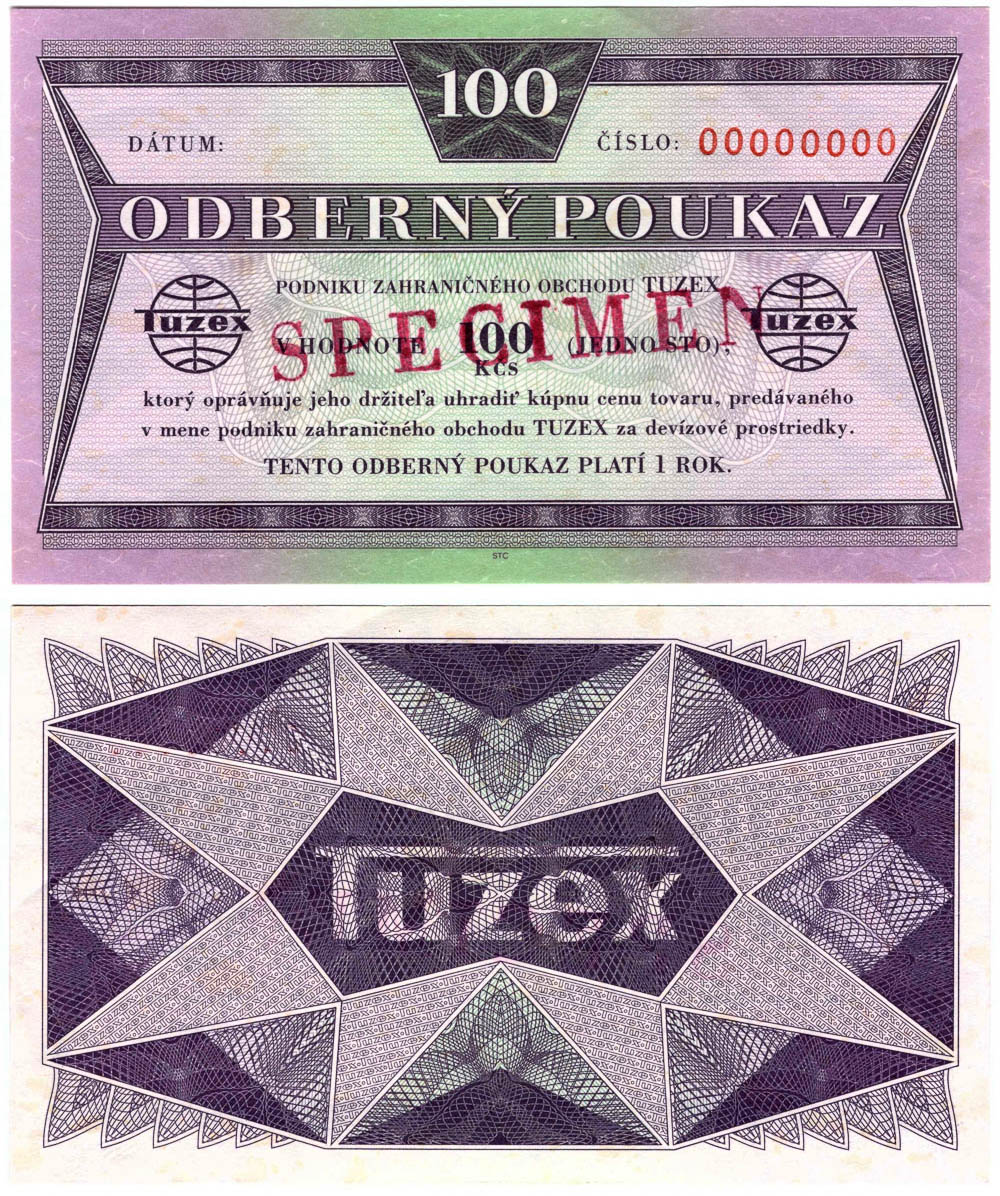 100
DÁTUM: ČÍSLO: 00000000
ODBERNÝ POUKAZ
PODNIKU ZAHRANIČNÉHO OBCHODU TUZEX
Tuzex Tuzex
SPECIMEN
V HODNOTE 100 (JEDNO STO),
KČS
ktorý oprávňuje jeho držiteľa uhradiť kúpnu cenu tovaru, predávaného
v mene podniku zahraničného obchodu TUZEX za devízové prostriedky.
TENTO ODBERNÝ POUKAZ PLATÍ 1 ROK.
STC
Tuzex